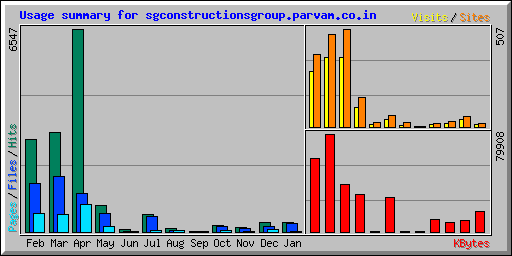 Usage summary for sgconstructionsgroup.parvam.co.in
Visits / Sites
6547
Pages / Files / Hits
507
79908
Feb Mar Apr May Jun Jul Aug Sep Oct Nov Dec Jan
KBytes